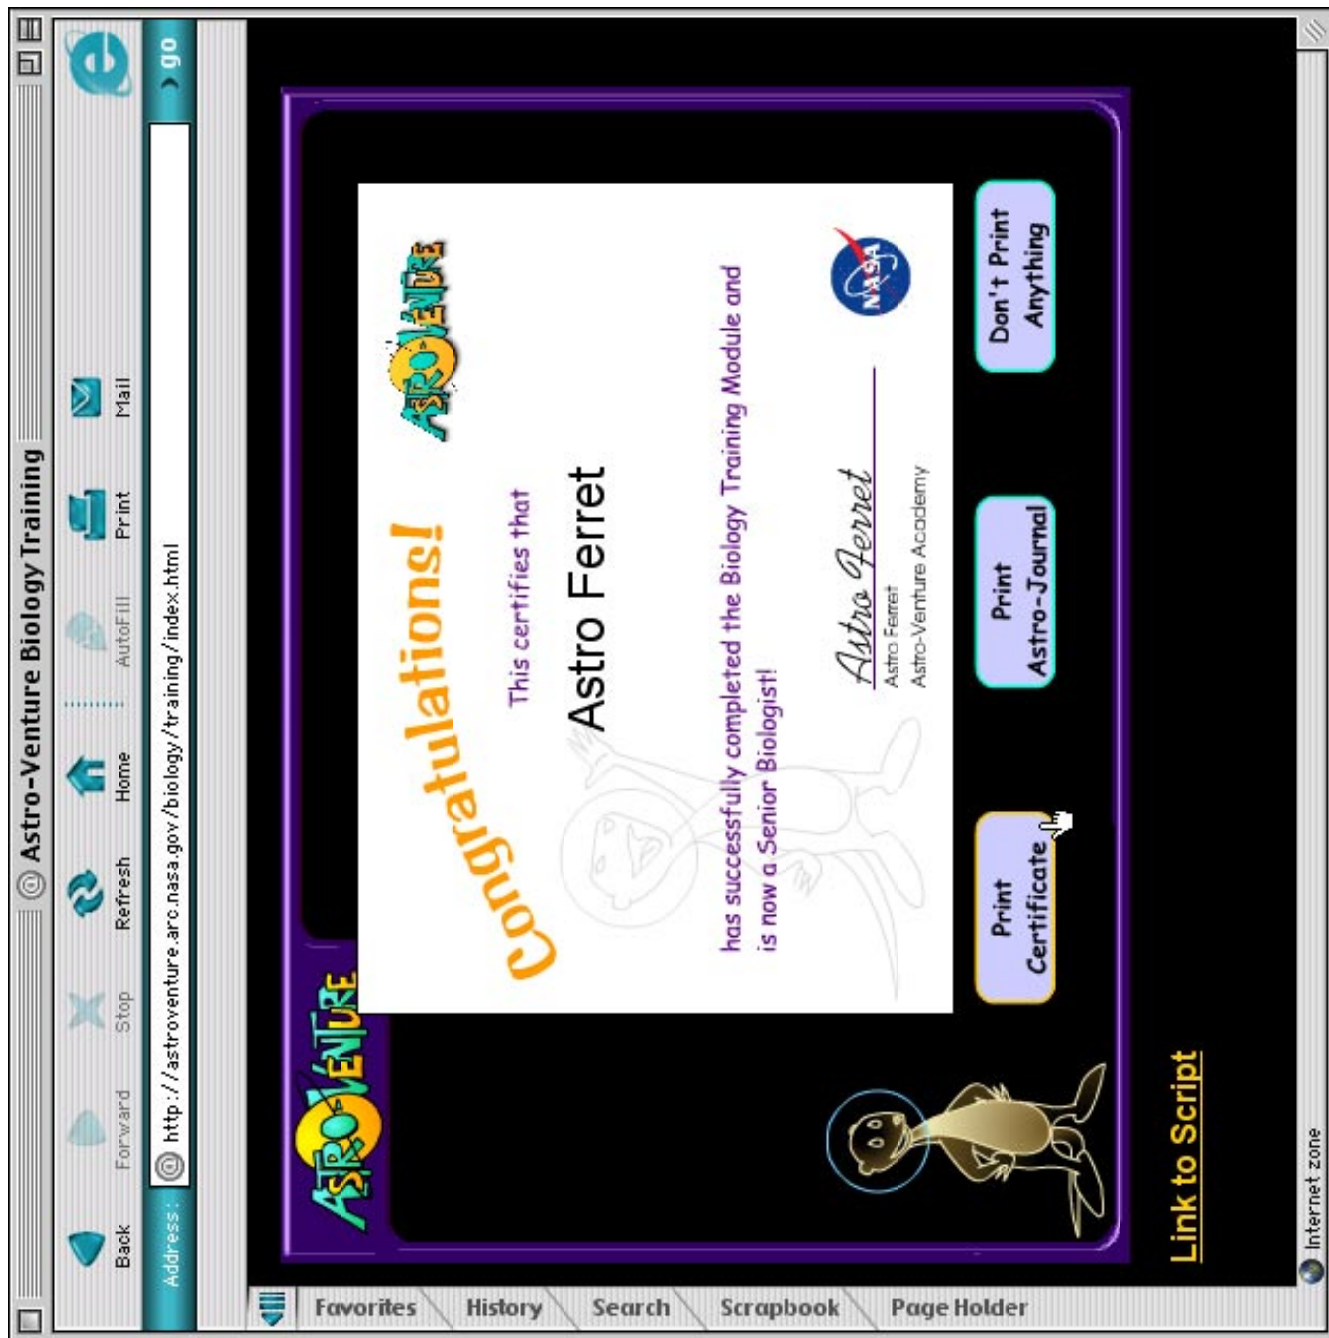 Astro-Venture Biology Training
Back
Forward
Stop
Refresh
Home
AutoFill
Print
Mail
Address: http://astroventure.arc.nasa.gov/biology/training/index.html
go
Favorites
History
Search
Scrapbook
Page Holder
ASTRO-VENTURE
Congratulations!
ASTRO-VENTURE
This certifies that
Astro Ferret
has successfully completed the Biology Training Module and
is now a Senior Biologist!
Astro Ferret
Astro Ferret
Astro-Venture Academy
NASA
Print
Certificate
Print
Astro-Journal
Don't Print
Anything
Link to Script
Internet zone